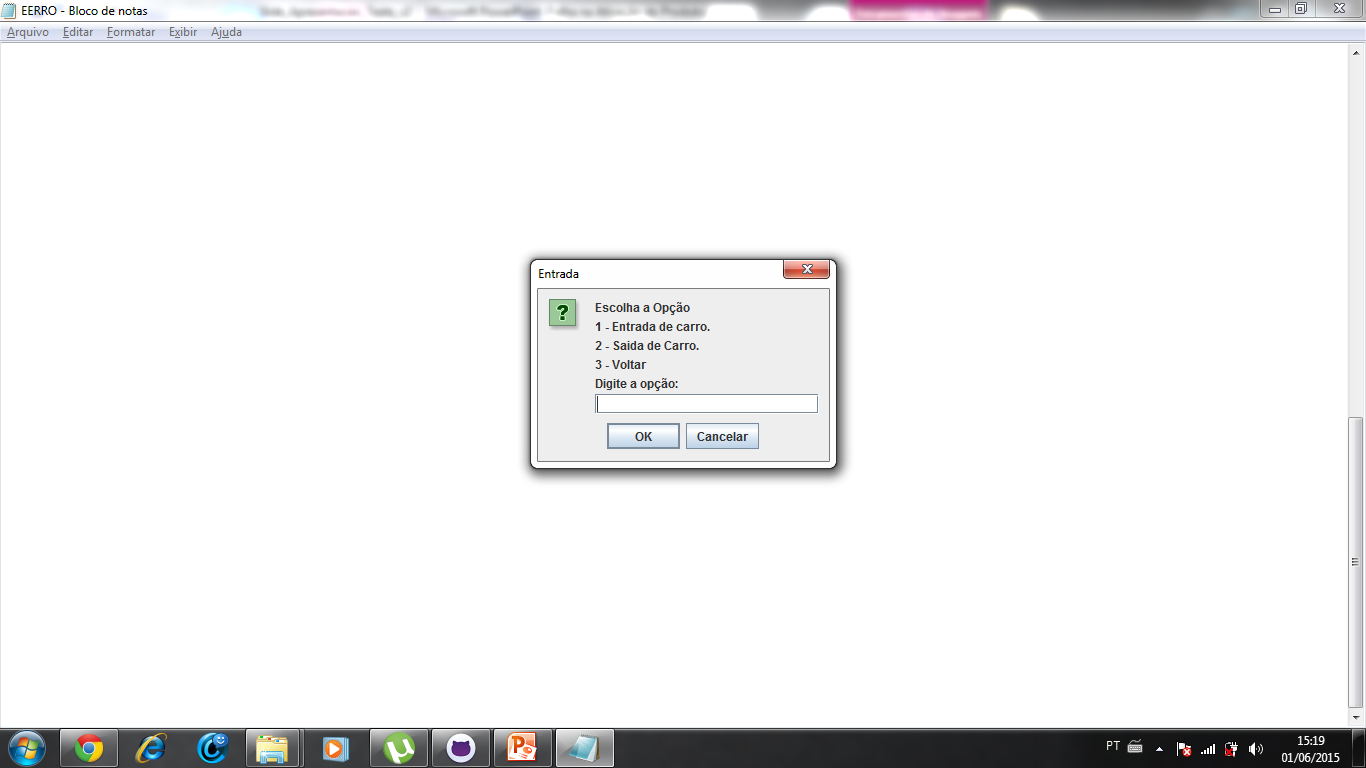 EERRO - Bloco de notas
Arquivo Editar Formatar Exibir Ajuda
Entrada
Escolha a Opção
1 - Entrada de carro.
2 - Saida de Carro.
3 - Voltar
Digite a opção:
OK Cancelar
PT 15:19
01/06/2015